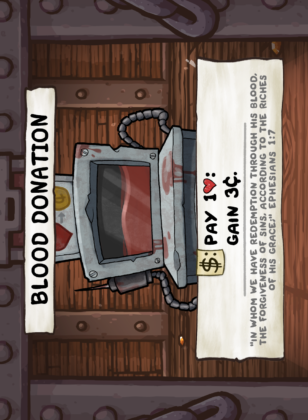 BLOOD DONATION
$: PAY 1♥:
GAIN 3¢.
"IN WHOM WE HAVE REDEMPTION THROUGH HIS BLOOD,
THE FORGIVENESS OF SINS, ACCORDING TO THE RICHES
OF HIS GRACE." EPHESIANS 1:7